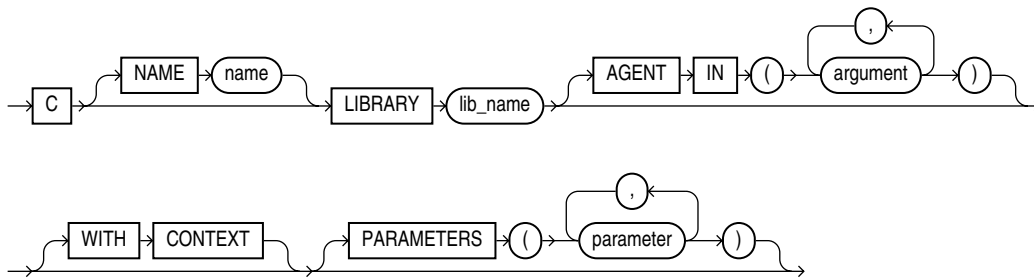 ,
NAME name AGENT IN ( argument )
C LIBRARY lib_name
,
WITH CONTEXT PARAMETERS ( parameter )